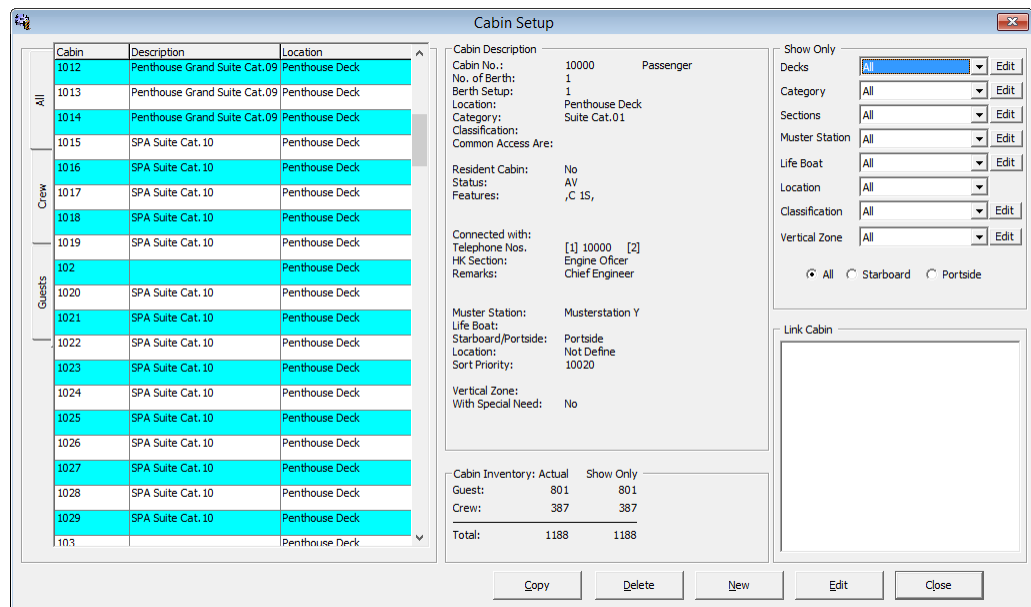 Cabin Setup
All
Crew
Guests
Cabin Description Location
1012 Penthouse Grand Suite Cat.09 Penthouse Deck
1013 Penthouse Grand Suite Cat.09 Penthouse Deck
1014 Penthouse Grand Suite Cat.09 Penthouse Deck
1015 SPA Suite Cat.10 Penthouse Deck
1016 SPA Suite Cat.10 Penthouse Deck
1017 SPA Suite Cat.10 Penthouse Deck
1018 SPA Suite Cat.10 Penthouse Deck
1019 SPA Suite Cat.10 Penthouse Deck
102 Penthouse Deck
1020 SPA Suite Cat.10 Penthouse Deck
1021 SPA Suite Cat.10 Penthouse Deck
1022 SPA Suite Cat.10 Penthouse Deck
1023 SPA Suite Cat.10 Penthouse Deck
1024 SPA Suite Cat.10 Penthouse Deck
1025 SPA Suite Cat.10 Penthouse Deck
1026 SPA Suite Cat.10 Penthouse Deck
1027 SPA Suite Cat.10 Penthouse Deck
1028 SPA Suite Cat.10 Penthouse Deck
1029 SPA Suite Cat.10 Penthouse Deck
103 Penthouse Deck
Cabin Description
Cabin No.: 10000 Passenger
No. of Berth: 1
Berth Setup: 1
Location: Penthouse Deck
Category: Suite Cat.01
Classification:
Common Access Are:
Resident Cabin: No
Status: AV
Features: ,C 1S,
Connected with:
Telephone Nos. [1] 10000 [2]
HK Section: Engine Oficer
Remarks: Chief Engineer
Muster Station: Musterstation Y
Life Boat:
Starboard/Portside: Portside
Location: Not Define
Sort Priority: 10020
Vertical Zone:
With Special Need: No
Cabin Inventory: Actual Show Only
Guest: 801 801
Crew: 387 387
Total: 1188 1188
Show Only
Decks All Edit
Category All Edit
Sections All Edit
Muster Station All Edit
Life Boat All Edit
Location All
Classification All Edit
Vertical Zone All Edit
All Starboard Portside
Link Cabin
Copy Delete New Edit Close